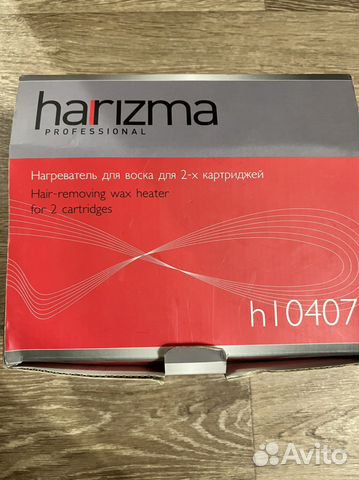 harizma
PROFESSIONAL
Нагреватель для воска для 2-х картриджей
Hair-removing wax heater
for 2 cartridges
h10407
Avito